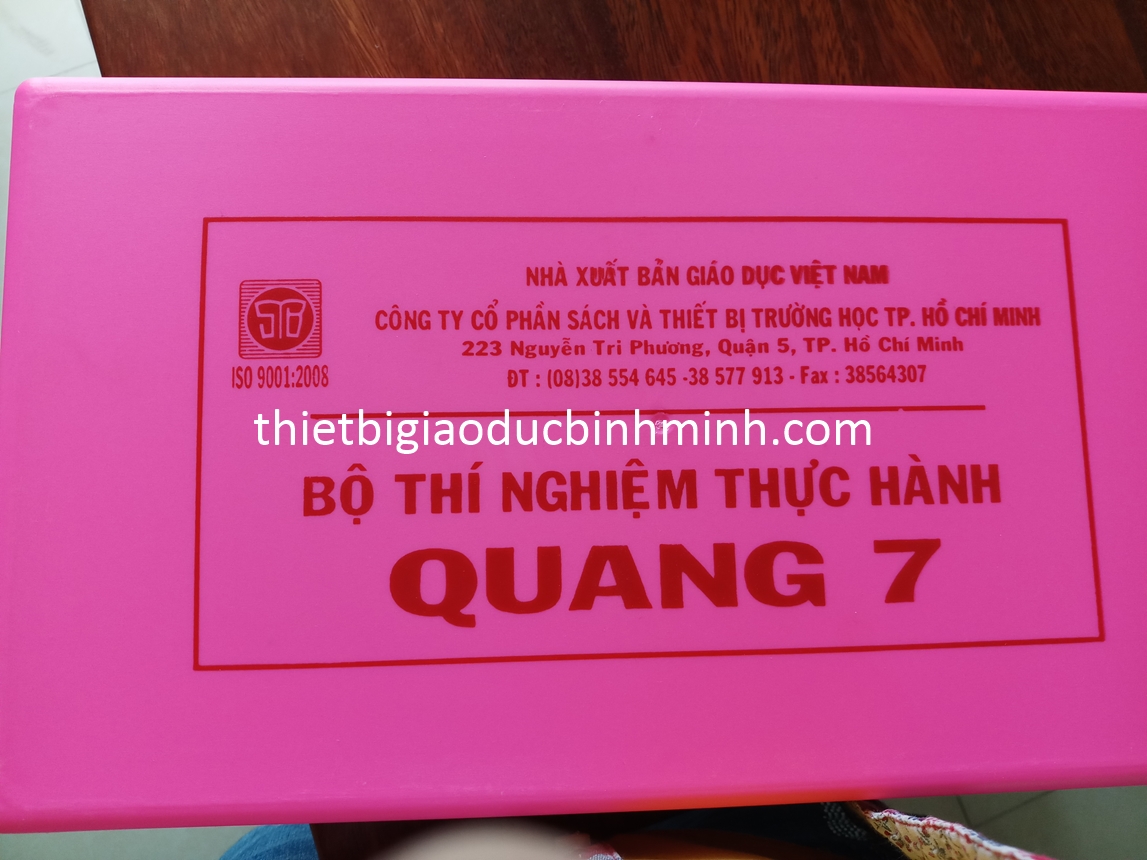 NHÀ XUẤT BẢN GIÁO DỤC VIỆT NAM
CÔNG TY CỔ PHẦN SÁCH VÀ THIẾT BỊ TRƯỜNG HỌC TP. HỒ CHÍ MINH
223 Nguyễn Tri Phương, Quận 5, TP. Hồ Chí Minh
ĐT : (08)38 554 645 -38 577 913 - Fax : 38564307
STB
ISO 9001:2008
thietbigiaoducbinhminh.com
BỘ THÍ NGHIỆM THỰC HÀNH
QUANG 7